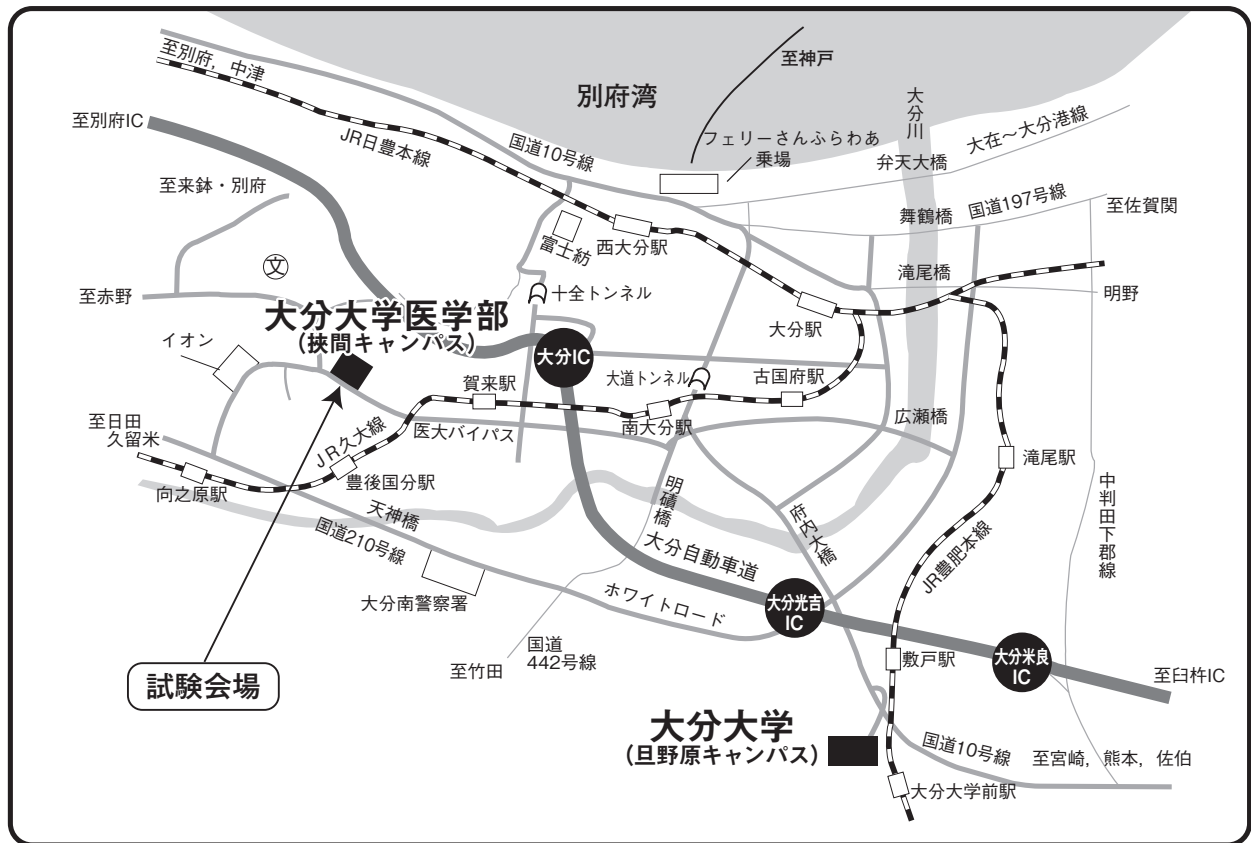 至別府，中津
至神戸
別府湾
大分川
至別府IC
JR日豊本線
国道10号線
フェリーさんふらわあ
乗場
弁天大橋
大在～大分港線
至来鉢・別府
舞鶴橋
国道197号線
至佐賀関
富士紡
西大分駅
文
滝尾橋
至赤野
十全トンネル
大分駅
明野
大分大学医学部
（挾間キャンパス）
イオン
大分IC
賀来駅
大道トンネル
古国府駅
至日田
久留米
JR久大線
医大バイパス
南大分駅
広瀬橋
滝尾駅
向之原駅
豊後国分駅
天神橋
国道210号線
明磧橋
府内大橋
中判田下郡線
大分自動車道
JR豊肥本線
大分南警察署
ホワイトロード
大分光吉
IC
国道
442号線
至竹田
敷戸駅
大分米良
IC
至臼杵IC
試験会場
大分大学
（旦野原キャンパス）
国道10号線
至宮崎，熊本，佐伯
大分大学前駅